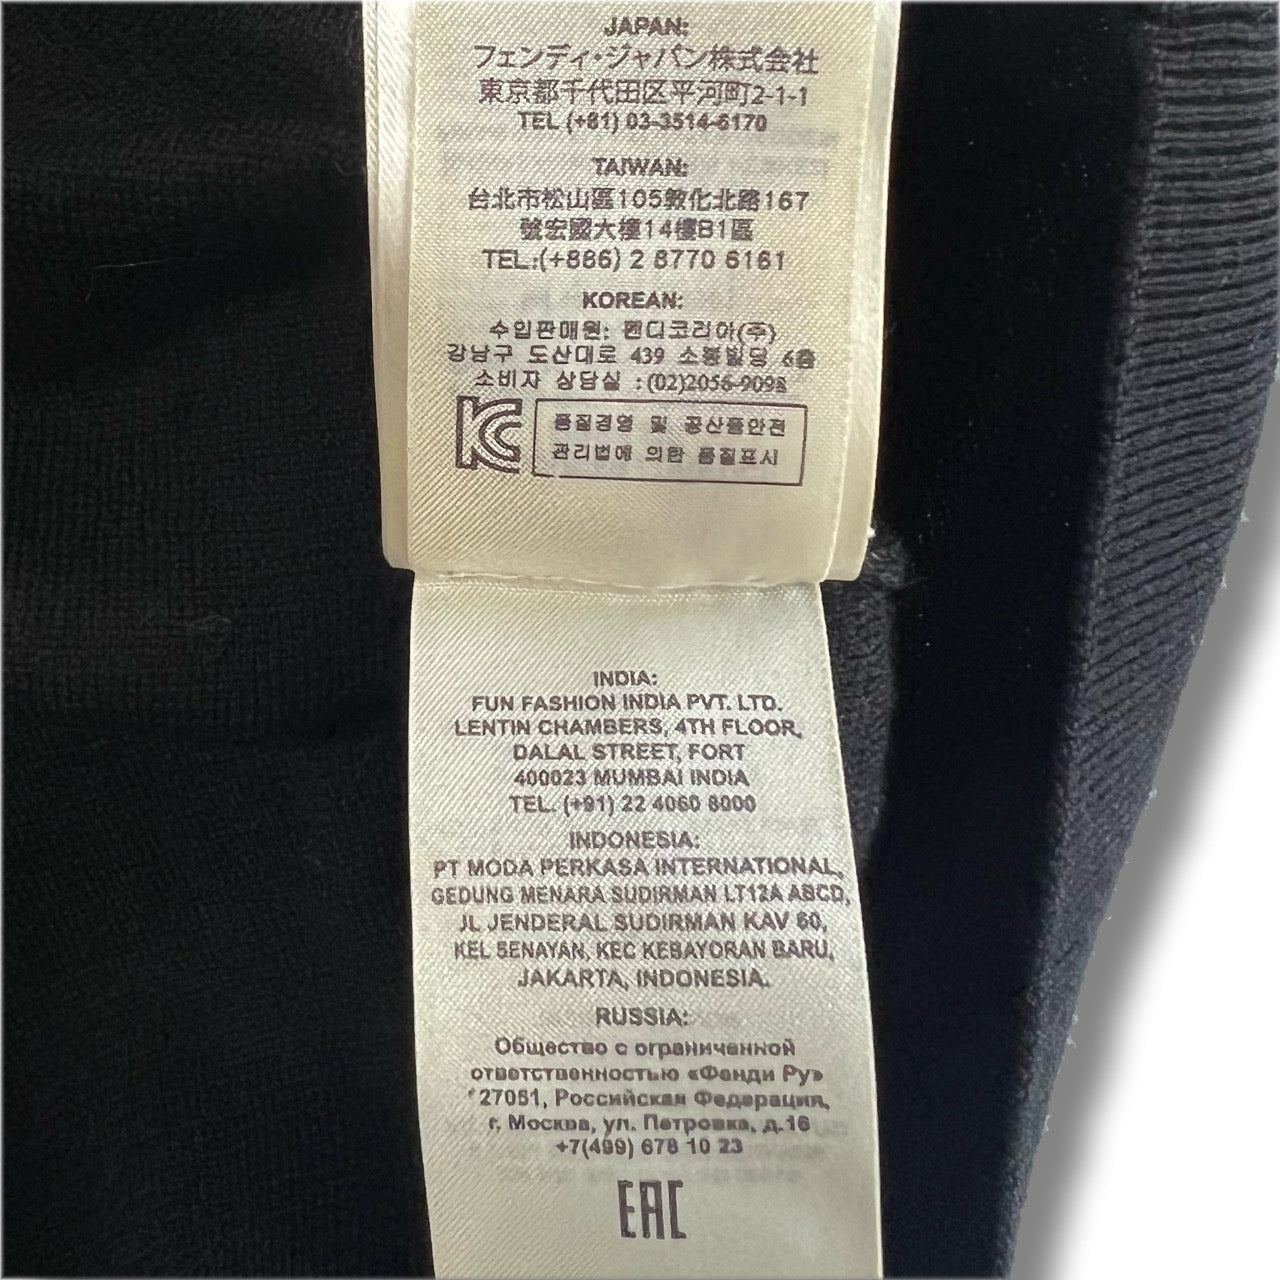 JAPAN:
フェンディ・ジャパン株式会社
東京都千代田区平河町2-1-1
TEL (+81) 03-3514-6170
TAIWAN:
台北市松山區105敦化北路167
號宏國大樓14樓B1區
TEL:(+886) 2 8770 6161
KOREAN:
수입판매원: 펜디코리아(주)
강남구 도산대로 439 소봉빌딩 6층
소비자 상담실 :(02)2056-9098
KC
품질경영 및 공산품안전
관리법에 의한 품질표시
INDIA:
FUN FASHION INDIA PVT. LTD.
LENTIN CHAMBERS, 4TH FLOOR,
DALAL STREET, FORT
400023 MUMBAI INDIA
TEL. (+91) 22 4060 8000
INDONESIA:
PT MODA PERKASA INTERNATIONAL,
GEDUNG MENARA SUDIRMAN LT12A ABCD,
JL JENDERAL SUDIRMAN KAV 60,
KEL SENAYAN, KEC KEBAYORAN BARU,
JAKARTA, INDONESIA.
RUSSIA:
Общество с ограниченной
ответственностью «Фенди Ру»
127051, Российская Федерация,
г. Москва, ул. Петровка, д.16
+7(499) 678 10 23
EAC